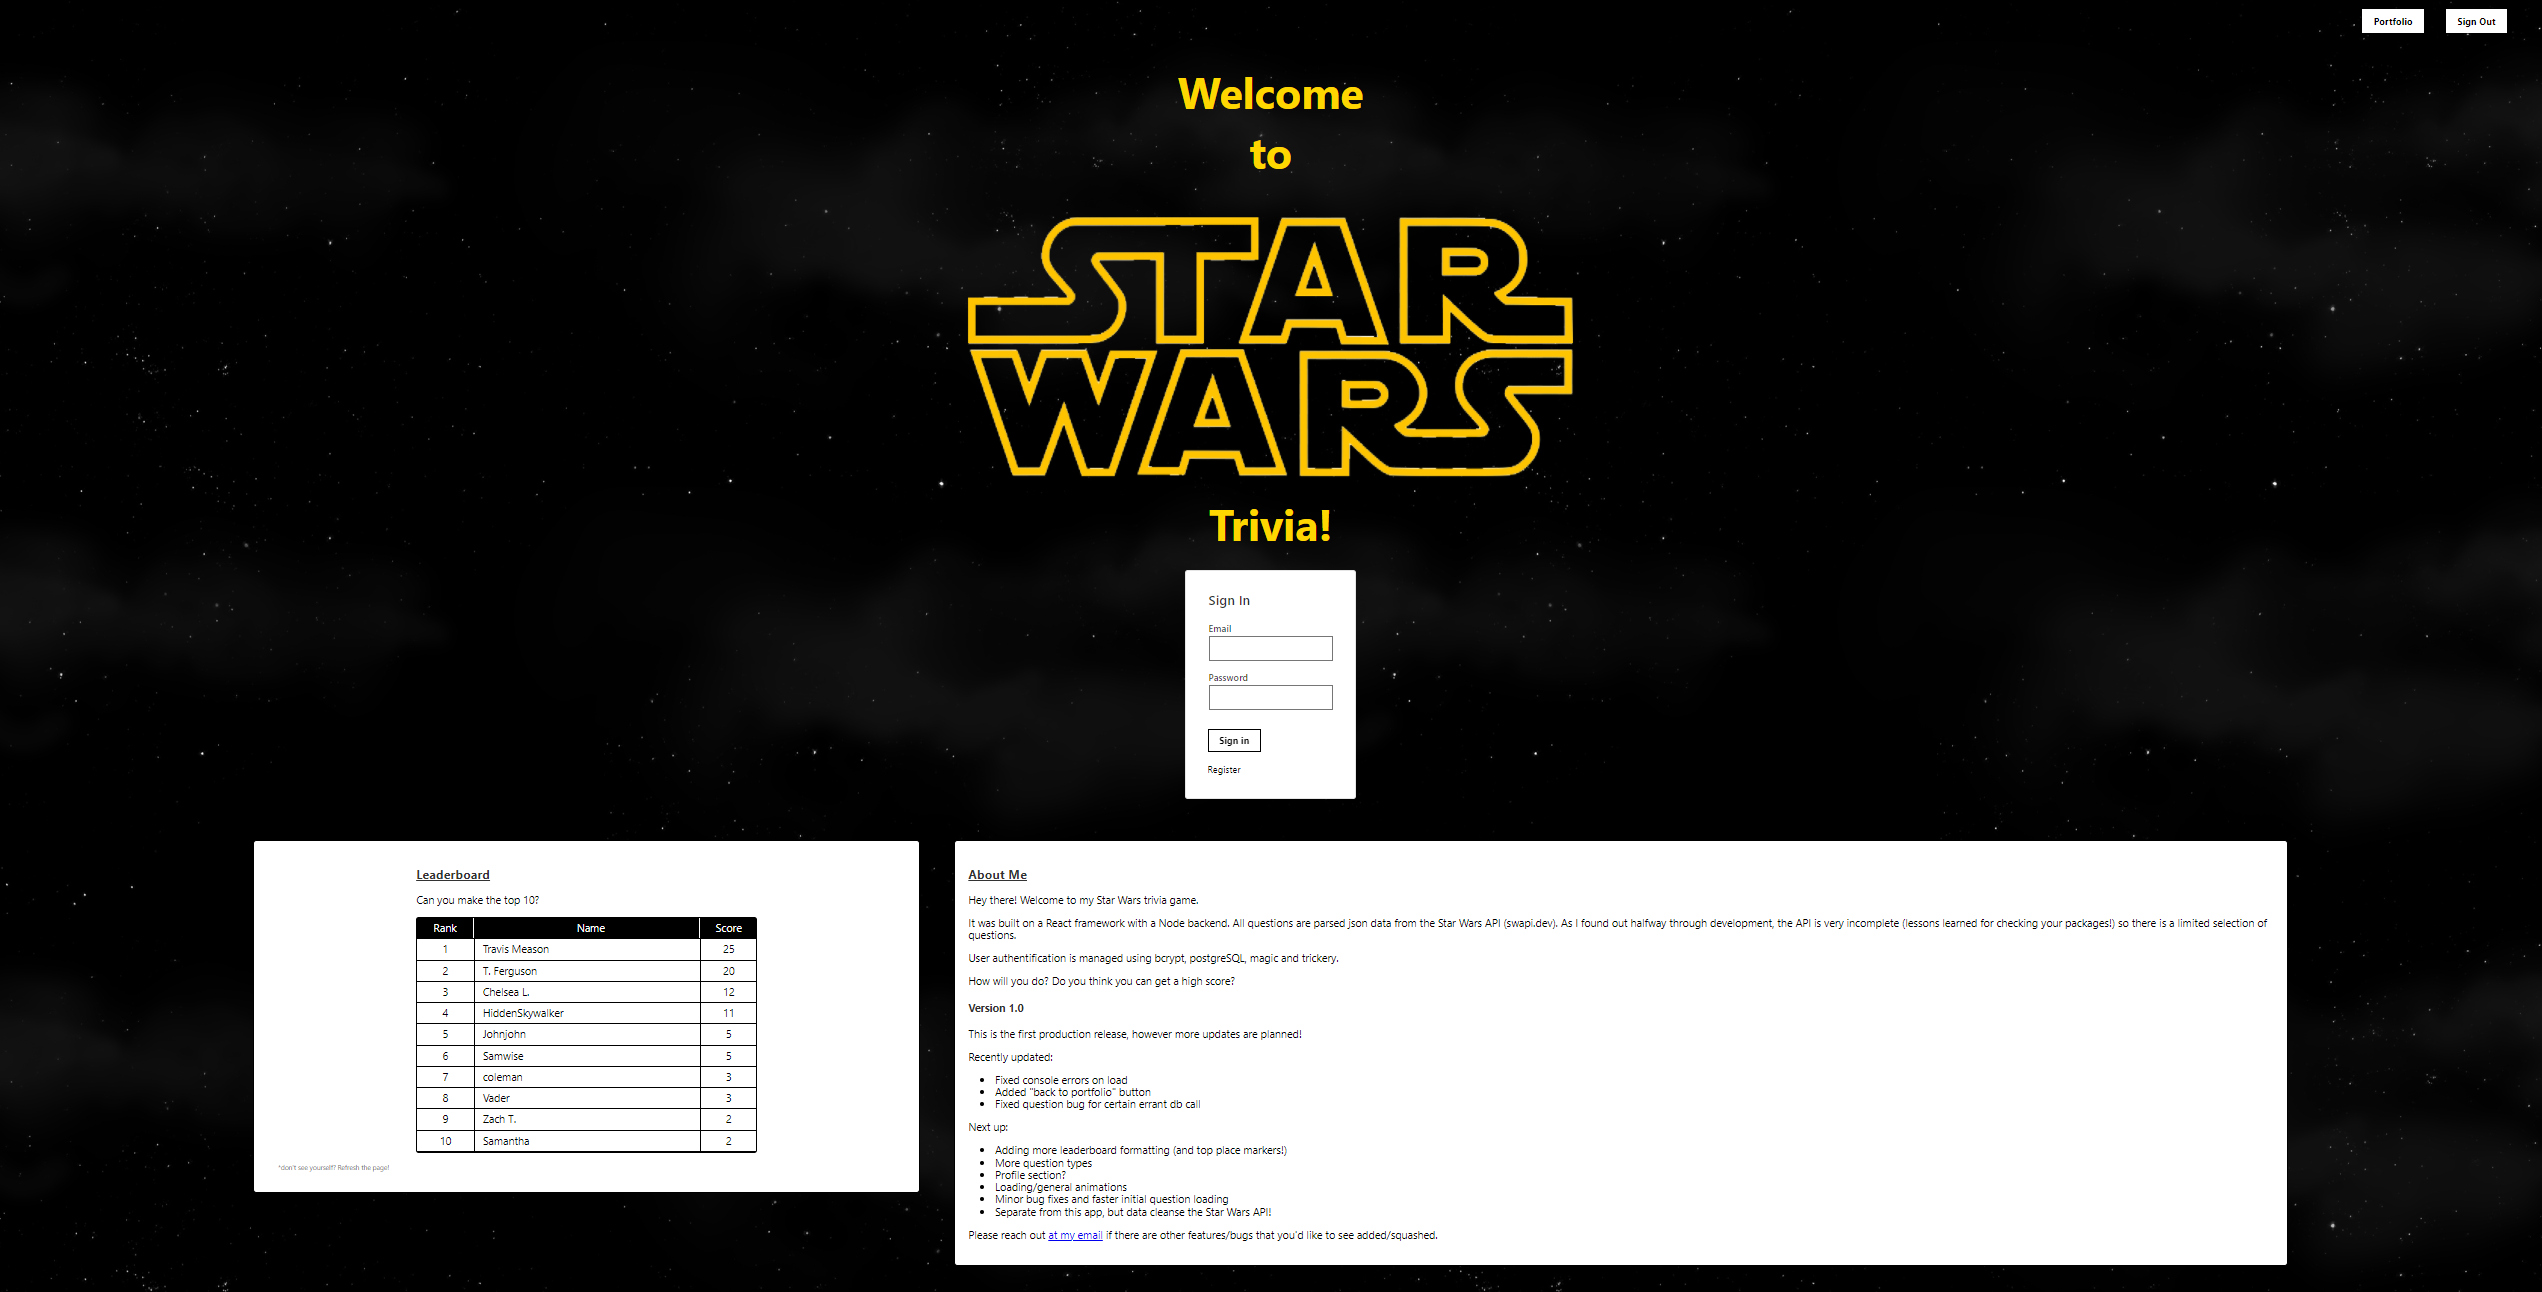 Portfolio
Sign Out
Welcome
to
STAR
WARS
Trivia!
Sign In
Email
Password
Sign in
Register
Leaderboard
Can you make the top 10?
Rank Name Score
1 Travis Meason 25
2 T. Ferguson 20
3 Chelsea L. 12
4 HiddenSkywalker 11
5 Johnjohn 5
6 Samwise 5
7 coleman 3
8 Vader 3
9 Zach T. 2
10 Samantha 2
*don't see yourself? Refresh the page!
About Me
Hey there! Welcome to my Star Wars trivia game.
It was built on a React framework with a Node backend. All questions are parsed json data from the Star Wars API (swapi.dev). As I found out halfway through development, the API is very incomplete (lessons learned for checking your packages!) so there is a limited selection of
questions.
User authentification is managed using bcrypt, postgreSQL, magic and trickery.
How will you do? Do you think you can get a high score?
Version 1.0
This is the first production release, however more updates are planned!
Recently updated:
• Fixed console errors on load
• Added "back to portfolio" button
• Fixed question bug for certain errant db call
Next up:
• Adding more leaderboard formatting (and top place markers!)
• More question types
• Profile section?
• Loading/general animations
• Minor bug fixes and faster initial question loading
• Separate from this app, but data cleanse the Star Wars API!
Please reach out at my email if there are other features/bugs that you'd like to see added/squashed.